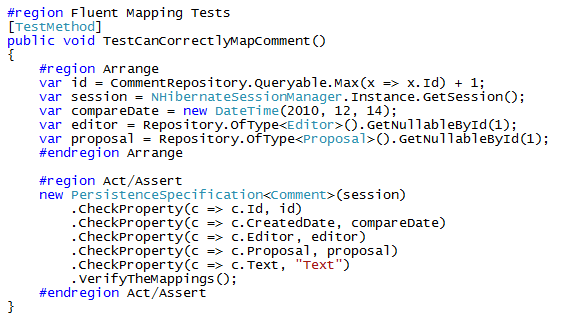 #region Fluent Mapping Tests
[TestMethod]
public void TestCanCorrectlyMapComment()
{
    #region Arrange
    var id = CommentRepository.Queryable.Max(x => x.Id) + 1;
    var session = NHibernateSessionManager.Instance.GetSession();
    var compareDate = new DateTime(2010, 12, 14);
    var editor = Repository.OfType<Editor>().GetNullableById(1);
    var proposal = Repository.OfType<Proposal>().GetNullableById(1);
    #endregion Arrange

    #region Act/Assert
    new PersistenceSpecification<Comment>(session)
        .CheckProperty(c => c.Id, id)
        .CheckProperty(c => c.CreatedDate, compareDate)
        .CheckProperty(c => c.Editor, editor)
        .CheckProperty(c => c.Proposal, proposal)
        .CheckProperty(c => c.Text, "Text")
        .VerifyTheMappings();
    #endregion Act/Assert
}